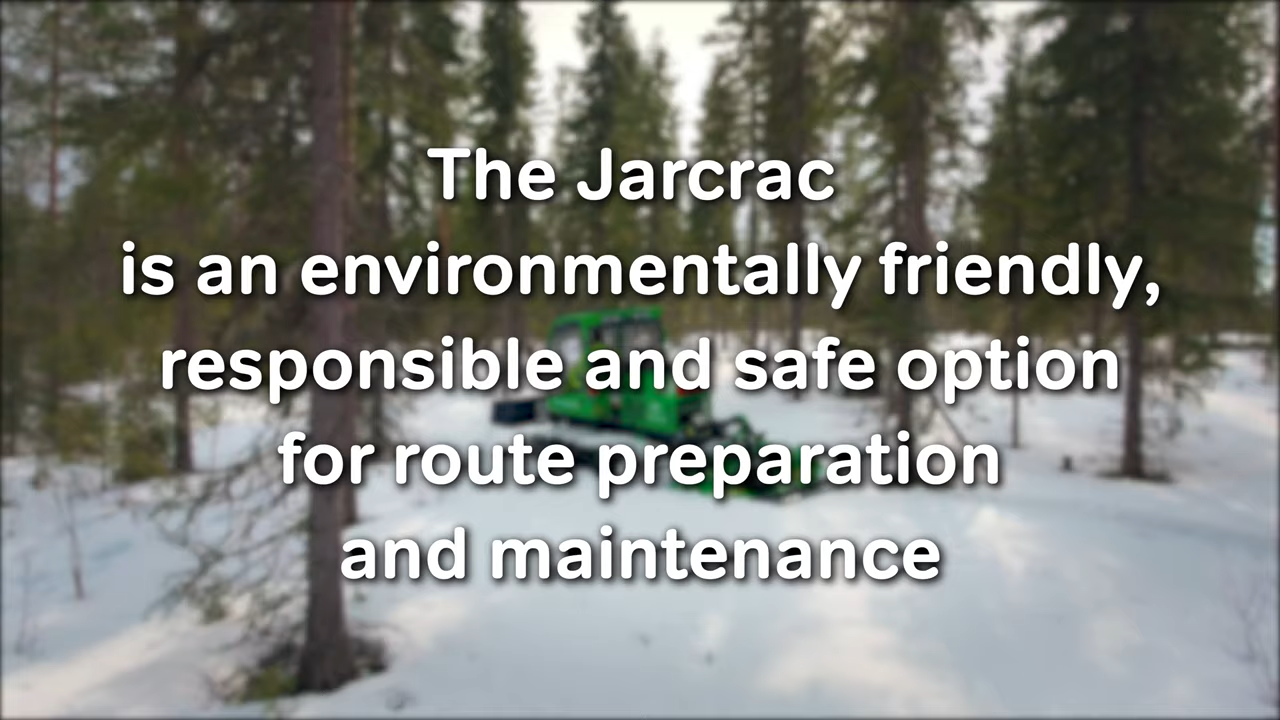 The Jarcrac
is an environmentally friendly,
responsible and safe option
for route preparation
and maintenance